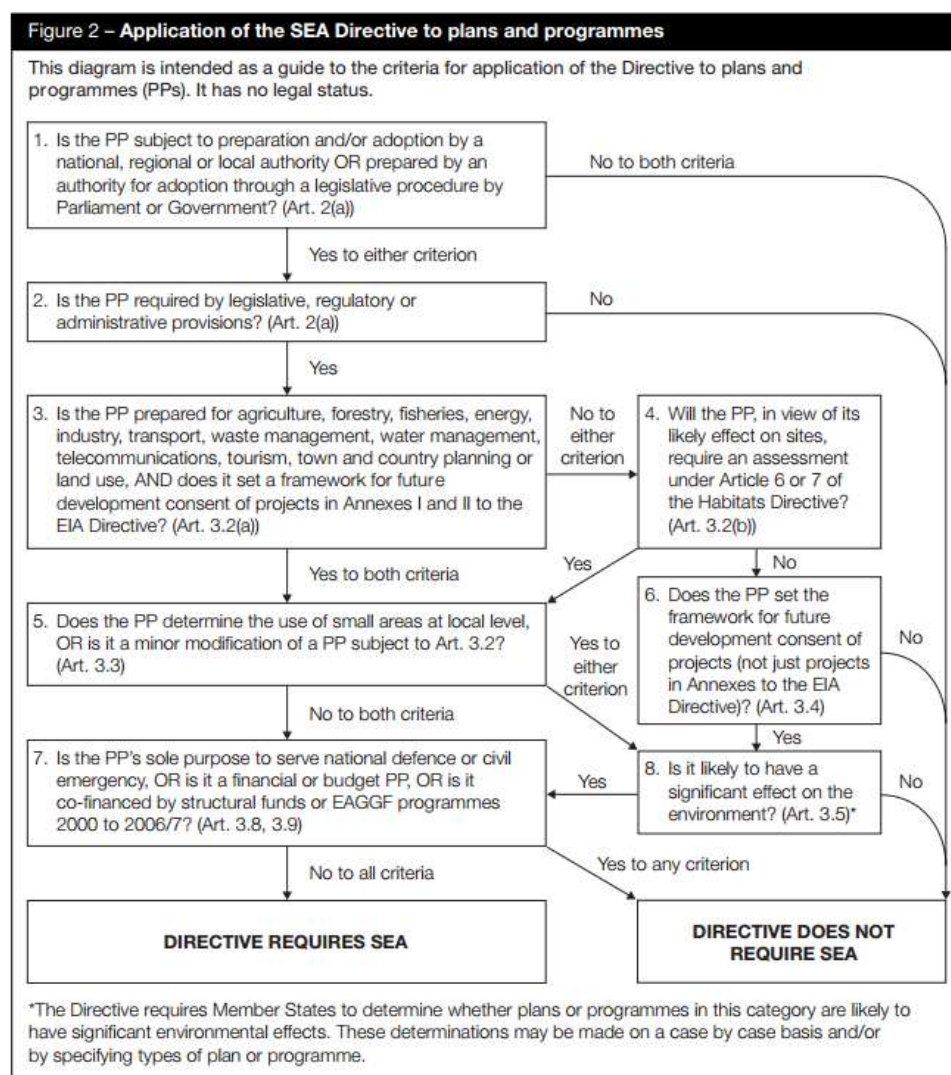 Figure 2 – Application of the SEA Directive to plans and programmes
This diagram is intended as a guide to the criteria for application of the Directive to plans and
programmes (PPs). It has no legal status.
1. Is the PP subject to preparation and/or adoption by a
national, regional or local authority OR prepared by an
authority for adoption through a legislative procedure by
Parliament or Government? (Art. 2(a))
No to both criteria
Yes to either criterion
2. Is the PP required by legislative, regulatory or
administrative provisions? (Art. 2(a))
No
Yes
3. Is the PP prepared for agriculture, forestry, fisheries, energy,
industry, transport, waste management, water management,
telecommunications, tourism, town and country planning or
land use, AND does it set a framework for future
development consent of projects in Annexes I and II to the
EIA Directive? (Art. 3.2(a))
No to
either
criterion
4. Will the PP, in view of its
likely effect on sites,
require an assessment
under Article 6 or 7 of
the Habitats Directive?
(Art. 3.2(b))
Yes to both criteria
Yes
No
5. Does the PP determine the use of small areas at local level,
OR is it a minor modification of a PP subject to Art. 3.2?
(Art. 3.3)
Yes to
either
criterion
6. Does the PP set the
framework for future
development consent of
projects (not just projects
in Annexes to the EIA
Directive)? (Art. 3.4)
No
No to both criteria
Yes
7. Is the PP's sole purpose to serve national defence or civil
emergency, OR is it a financial or budget PP, OR is it
co-financed by structural funds or EAGGF programmes
2000 to 2006/7? (Art. 3.8, 3.9)
Yes
8. Is it likely to have a
significant effect on the
environment? (Art. 3.5)*
No
No to all criteria
Yes to any criterion
DIRECTIVE REQUIRES SEA
DIRECTIVE DOES NOT
REQUIRE SEA
*The Directive requires Member States to determine whether plans or programmes in this category are likely to
have significant environmental effects. These determinations may be made on a case by case basis and/or
by specifying types of plan or programme.